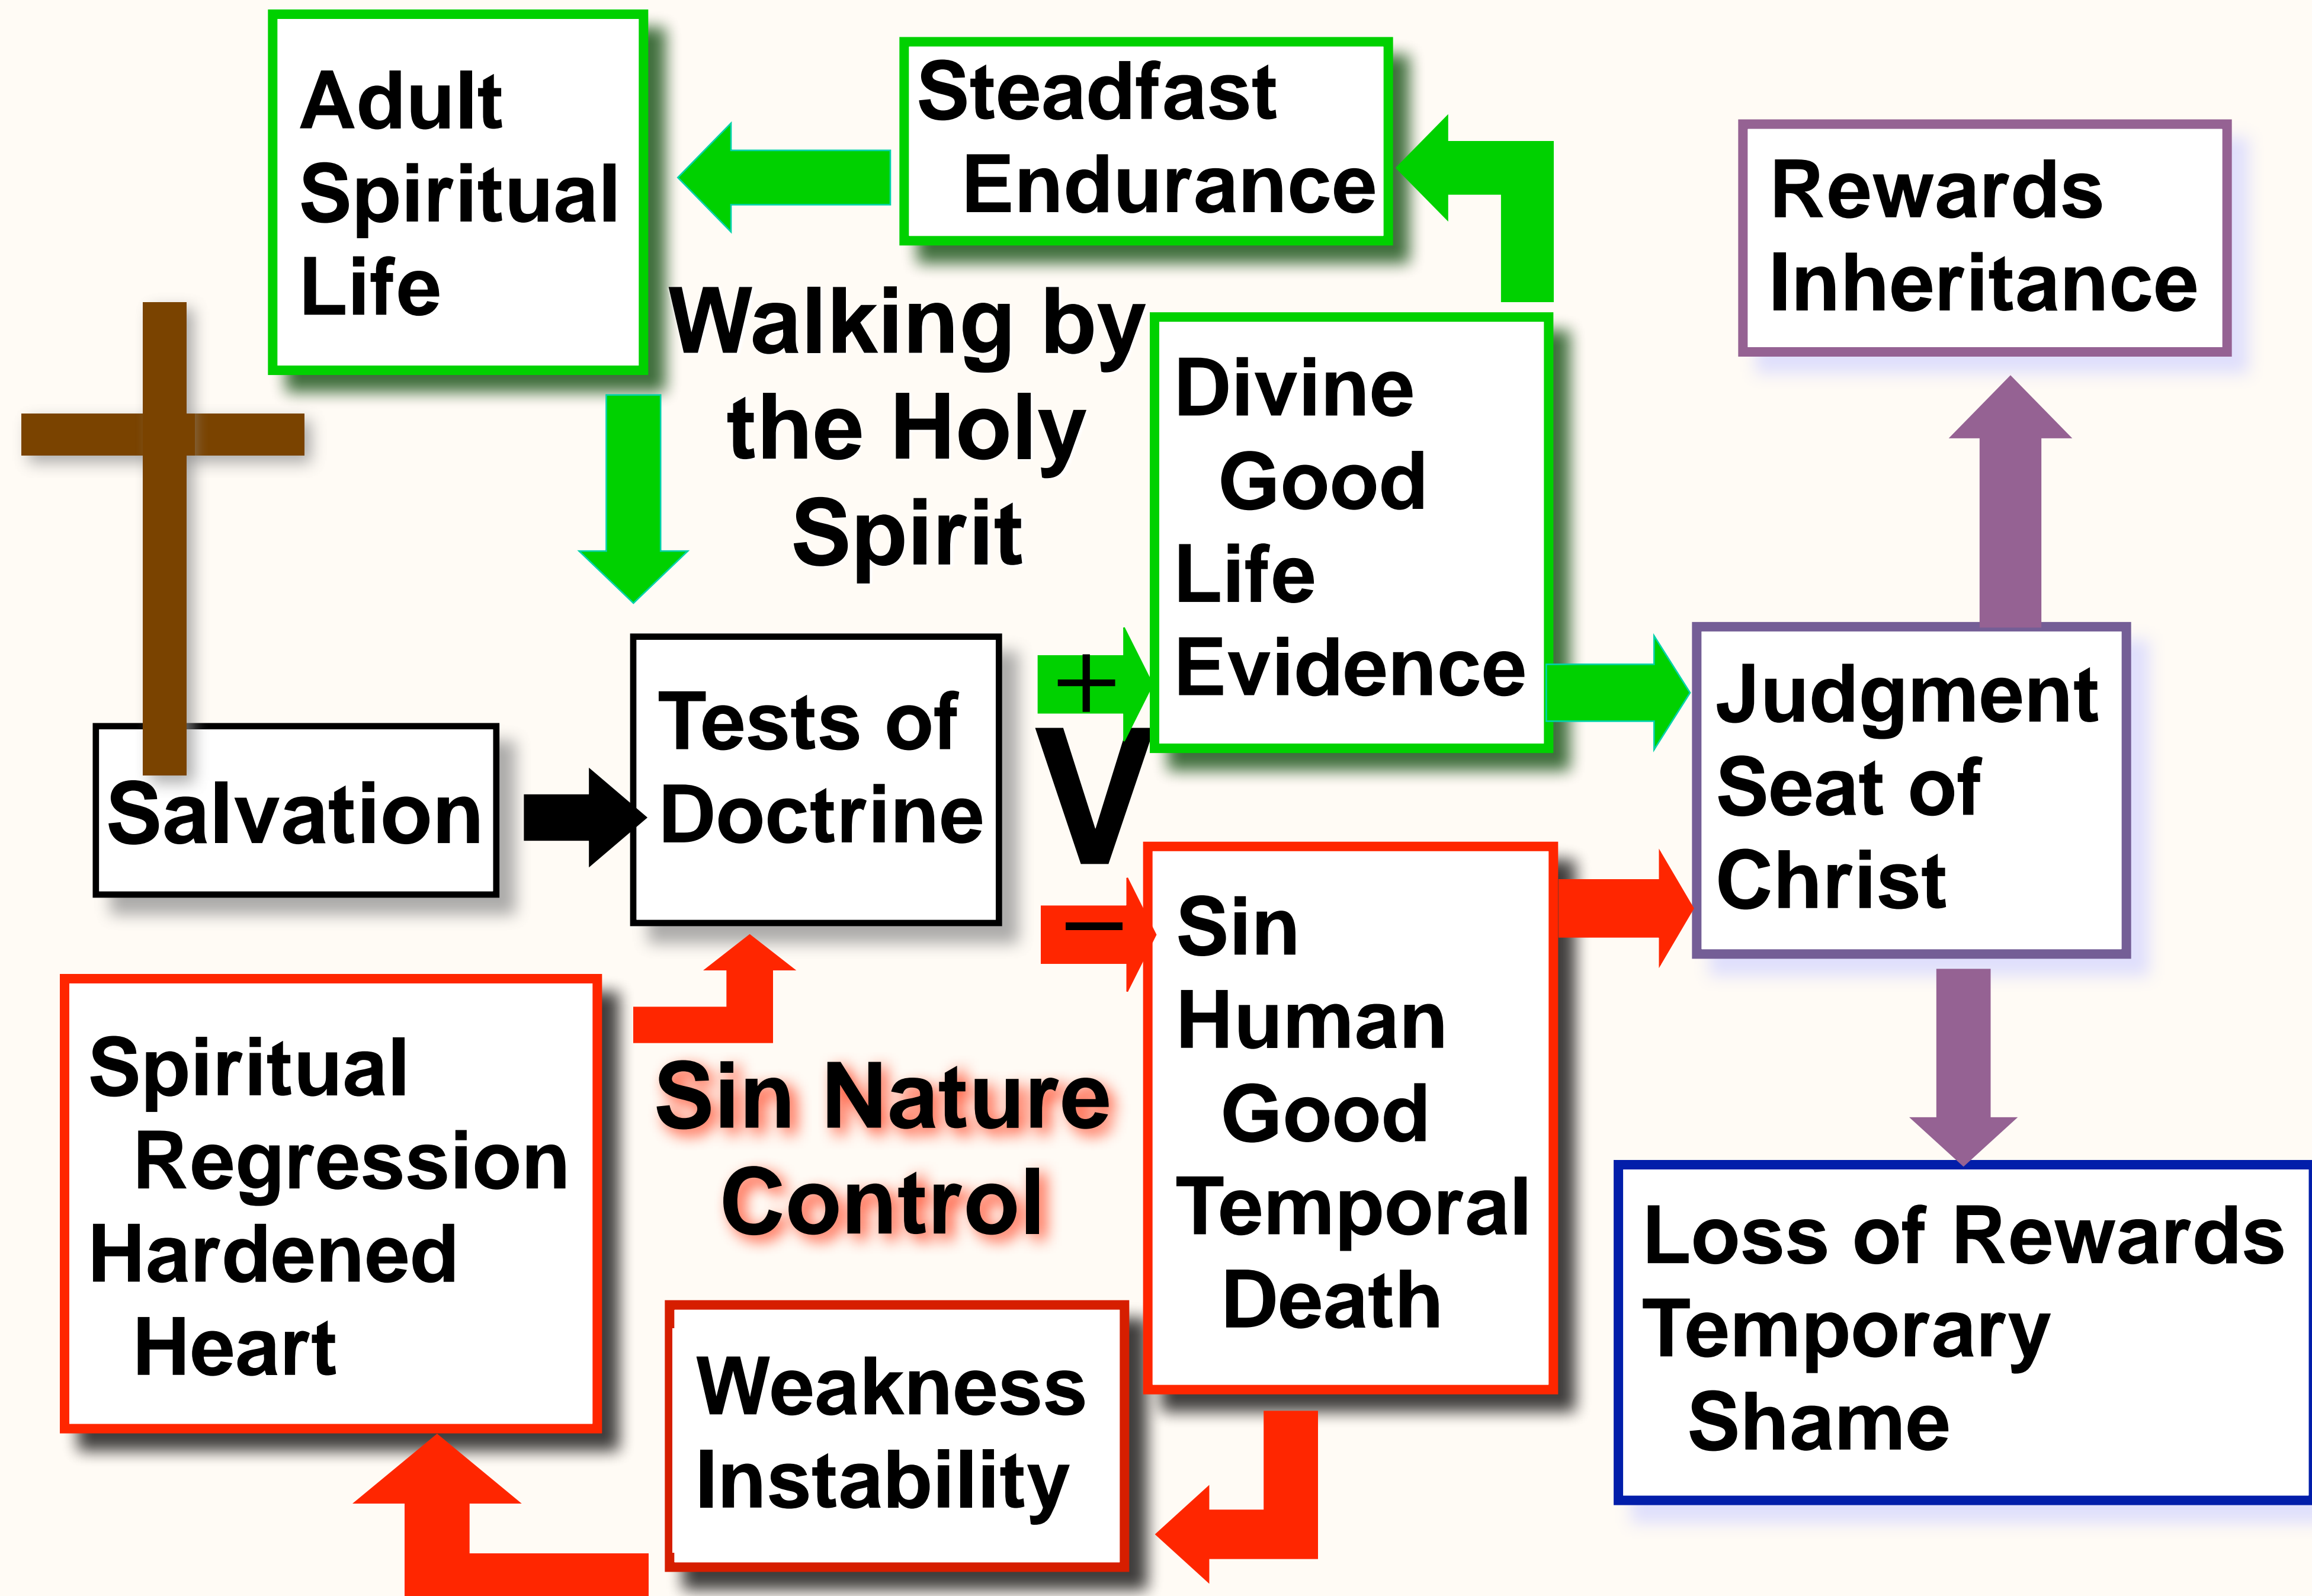 Adult
Spiritual
Life
Steadfast
Endurance
Rewards
Inheritance
Walking by
the Holy
Spirit
Divine
Good
Life
Evidence
Salvation
Tests of
Doctrine
+
V
−
Judgment
Seat of
Christ
Sin
Human
Good
Temporal
Death
Spiritual
Regression
Hardened
Heart
Sin Nature
Control
Weakness
Instability
Loss of Rewards
Temporary
Shame